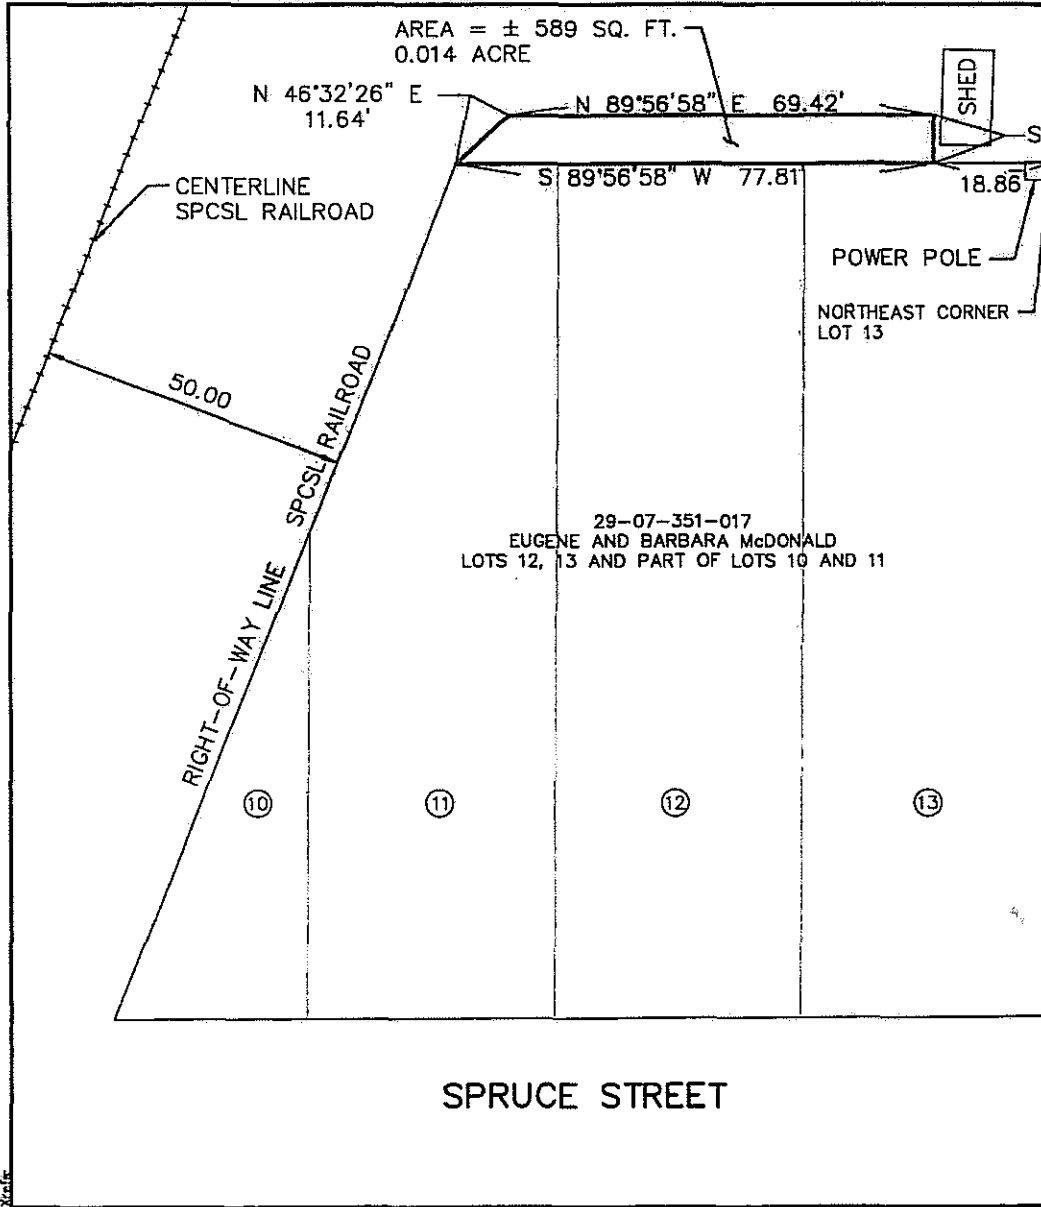 AREA = ± 589 SQ. FT.
0.014 ACRE
N 46°32'26" E
11.64'
N 89°56'58" E 69.42'
SHED
S
S 89°56'58" W 77.81'
18.86
CENTERLINE
SPCSL RAILROAD
POWER POLE
NORTHEAST CORNER
LOT 13
50.00
RIGHT-OF-WAY LINE SPCSL RAILROAD
29-07-351-017
EUGENE AND BARBARA McDONALD
LOTS 12, 13 AND PART OF LOTS 10 AND 11
10
11
12
13
SPRUCE STREET